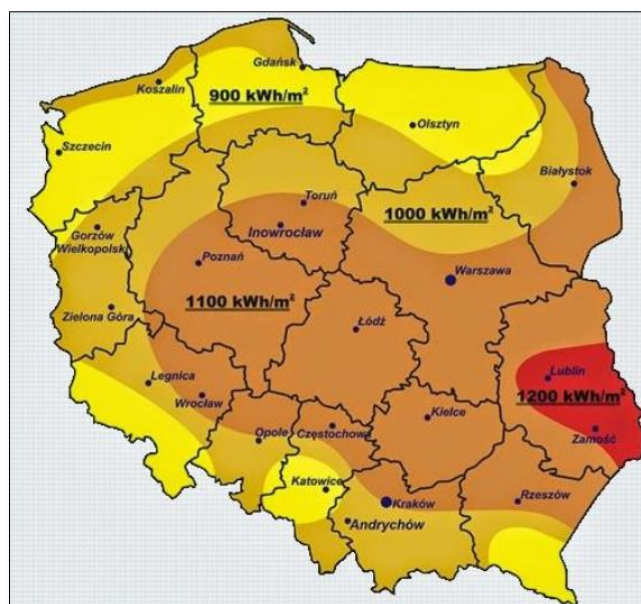 Gdańsk
Koszalin
900 kWh/m²
Olsztyn
Szczecin
Białystok
Toruń
1000 kWh/m²
Gorzów
Wielkopolski
Inowrocław
Poznań
Warszawa
1100 kWh/m²
Zielona Góra
Łódź
Legnica
Lublin
Wrocław
1200 kWh/m²
Kielce
Opole
Częstochowa
Zamość
Katowice
Kraków
Rzeszów
Andrychów